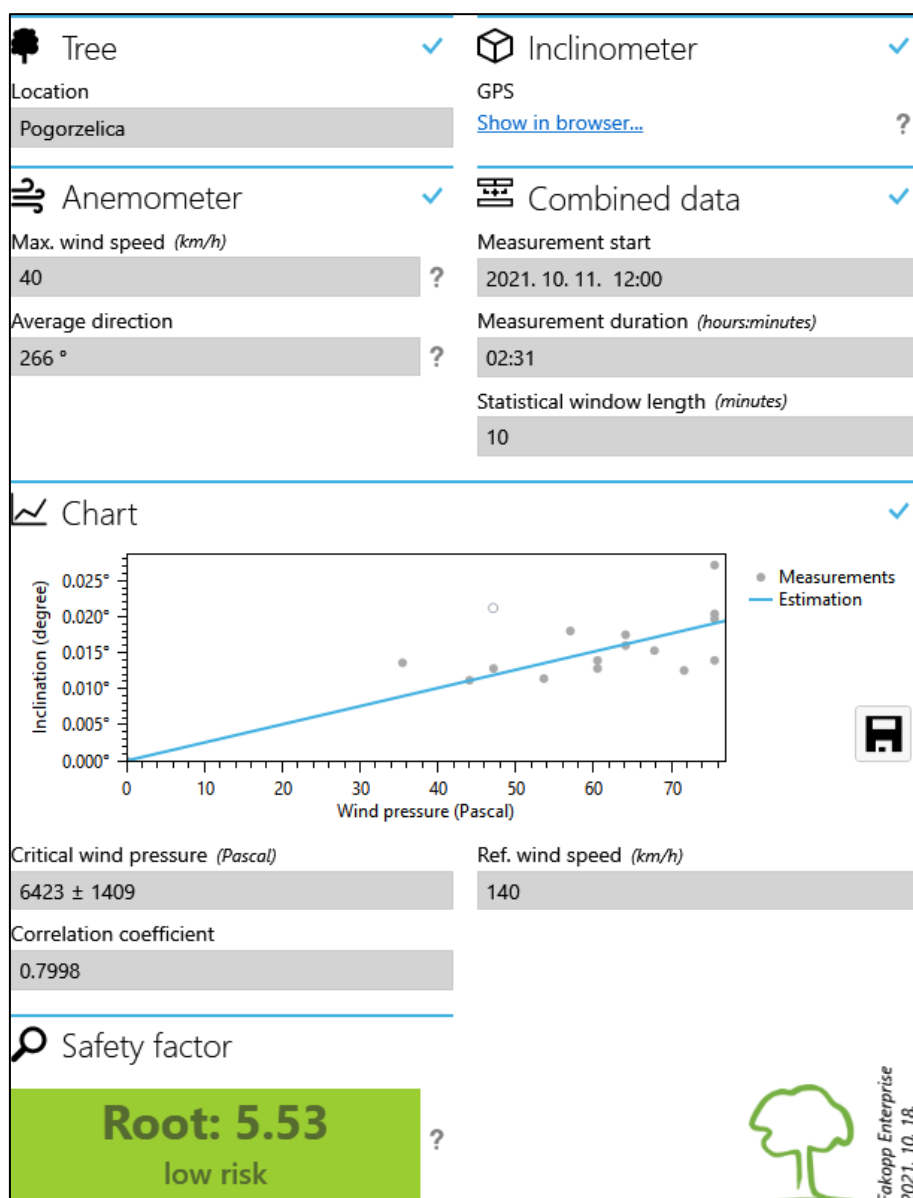 Tree
Location
Pogorzelica
Inclinometer
GPS
Show in browser...
?
Anemometer
Max. wind speed (km/h)
40
?
Average direction
266 °
?
Combined data
Measurement start
2021. 10. 11. 12:00
Measurement duration (hours:minutes)
02:31
Statistical window length (minutes)
10
Chart
Inclination (degree)
0.025°
0.020°
0.015°
0.010°
0.005°
0.000°
0 10 20 30 40 50 60 70
Wind pressure (Pascal)
Measurements
Estimation
Critical wind pressure (Pascal)
6423 ± 1409
Ref. wind speed (km/h)
140
Correlation coefficient
0.7998
Safety factor
Root: 5.53
low risk
?
Fakopp Enterprise
2021. 10. 18.